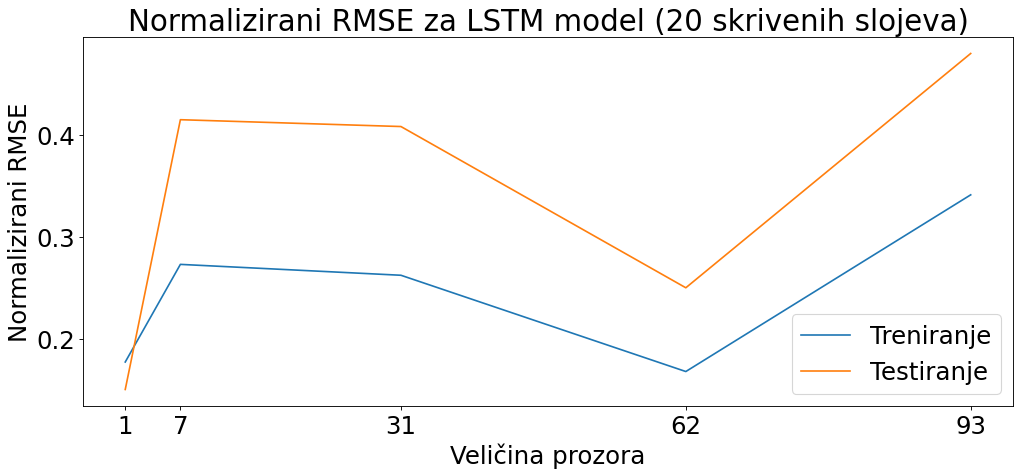 Normalizirani RMSE za LSTM model (20 skrivenih slojeva)
Normalizirani RMSE
0.4
0.3
0.2
Treniranje
Testiranje
1 7 31 62 93
Veličina prozora